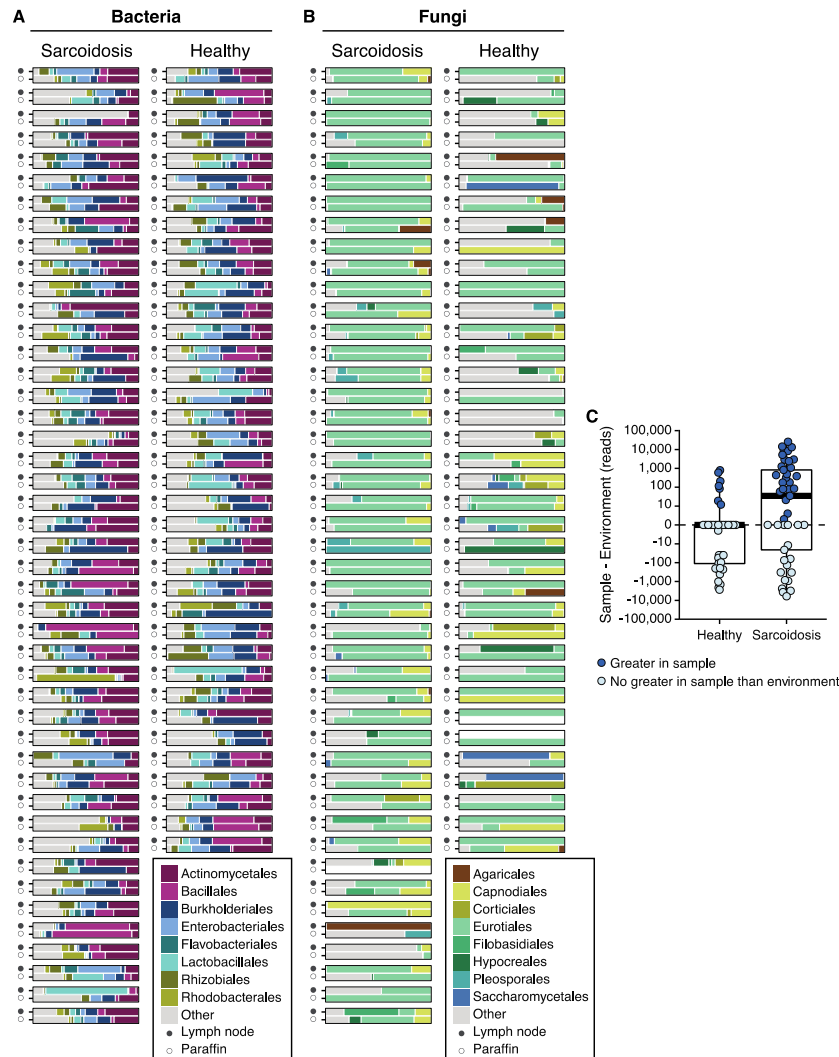 A
Bacteria
Sarcoidosis
Healthy
B
Fungi
Sarcoidosis
Healthy
Actinomycetales
Bacillales
Burkholderiales
Enterobacteriales
Flavobacteriales
Lactobacillales
Rhizobiales
Rhodobacterales
Other
Lymph node
Paraffin
Agaricales
Capnodiales
Corticiales
Eurotiales
Filobasidiales
Hypocreales
Pleosporales
Saccharomycetales
Other
Lymph node
Paraffin
C
Sample - Environment (reads)
100,000
10,000
1,000
100
10
0
-10
-100
-1,000
-10,000
-100,000
Healthy
Sarcoidosis
Greater in sample
No greater in sample than environment